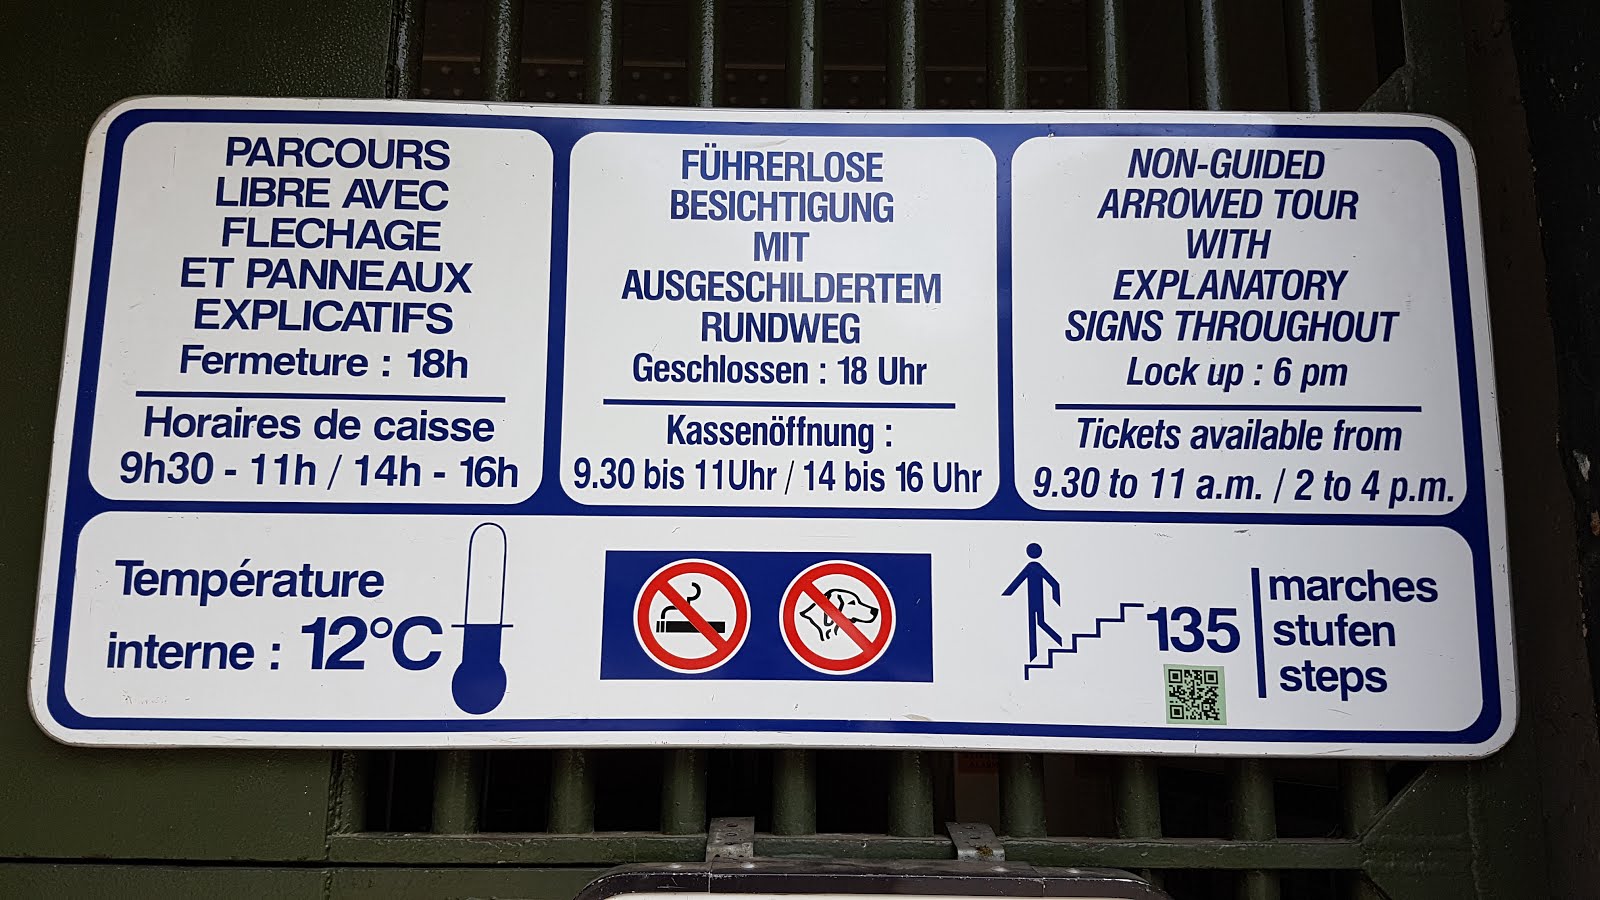 PARCOURS
LIBRE AVEC
FLECHAGE
ET PANNEAUX
EXPLICATIFS
Fermeture : 18h
Horaires de caisse
9h30 - 11h / 14h - 16h
FÜHRERLOSE
BESICHTIGUNG
MIT
AUSGESCHILDERTEM
RUNDWEG
Geschlossen : 18 Uhr
Kassenöffnung :
9.30 bis 11Uhr / 14 bis 16 Uhr
NON-GUIDED
ARROWED TOUR
WITH
EXPLANATORY
SIGNS THROUGHOUT
Lock up : 6 pm
Tickets available from
9.30 to 11 a.m. / 2 to 4 p.m.
Température
interne : 12°C
135
marches
stufen
steps